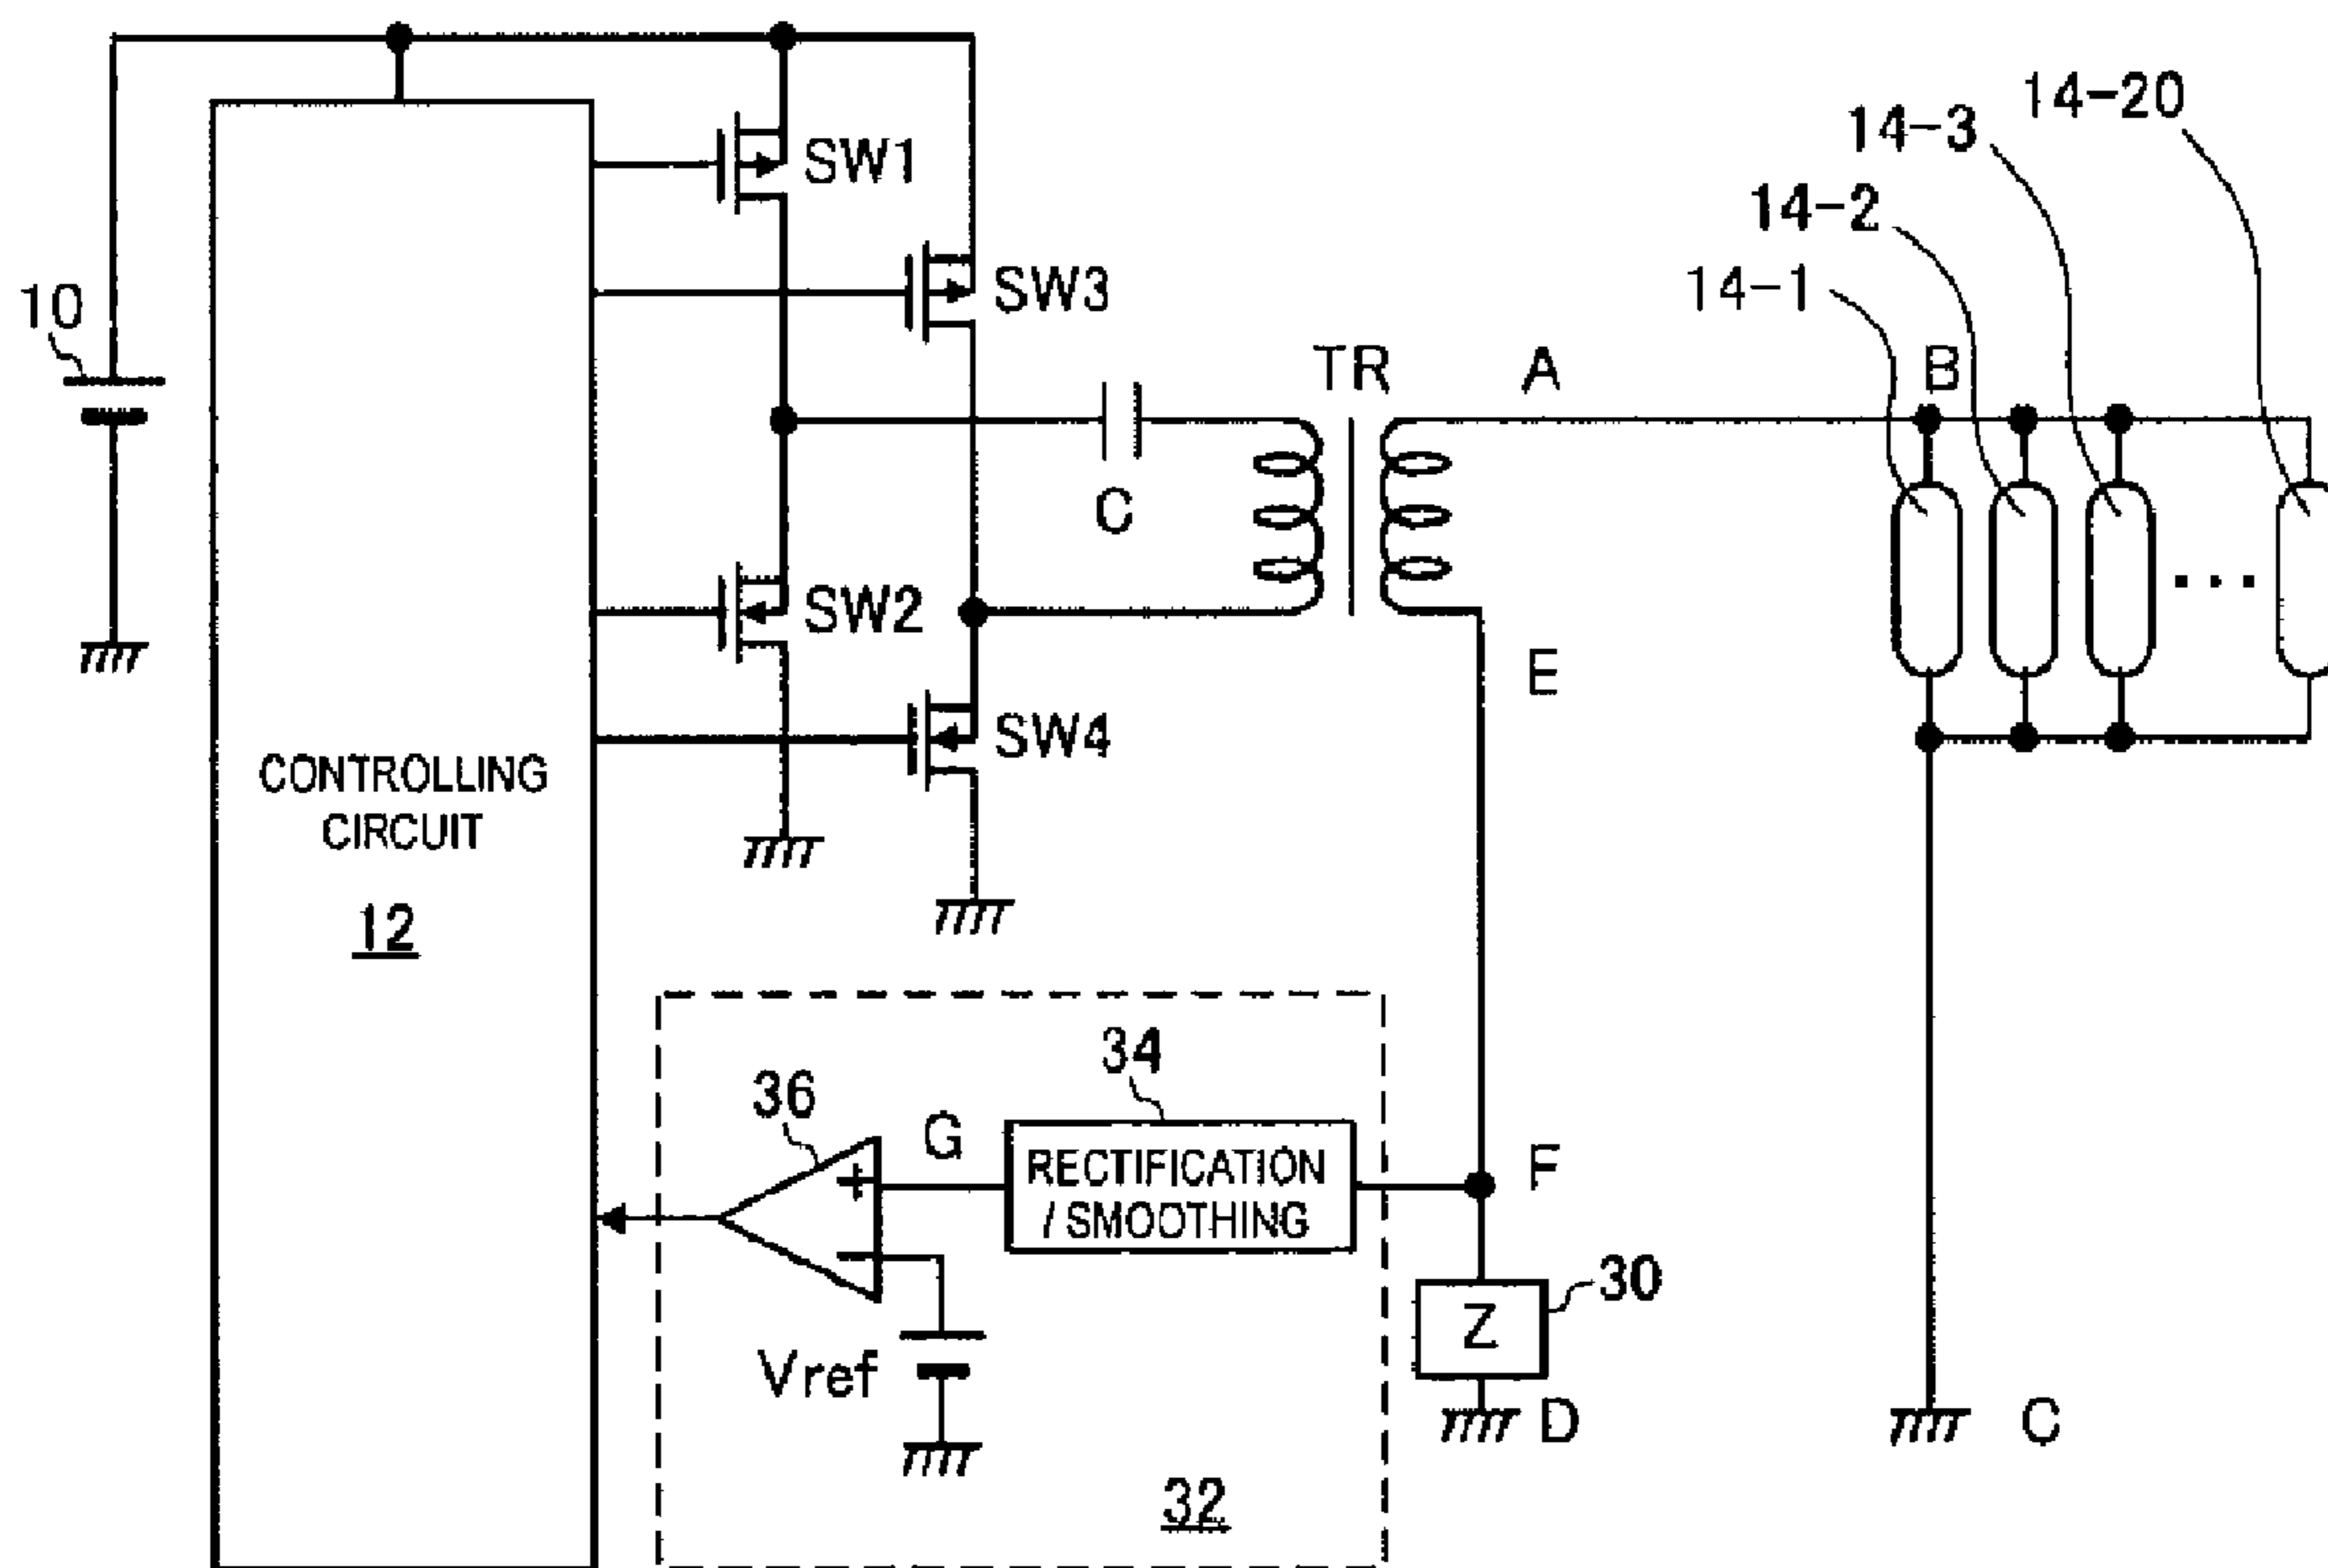 14-20
14-3
SW1
14-2
10
SW3
14-1
TR
A
B
C
SW2
E
SW4
CONTROLLING
CIRCUIT
12
34
36
G
RECTIFICATION
/ SMOOTHING
F
30
Z
Vref
D
C
32